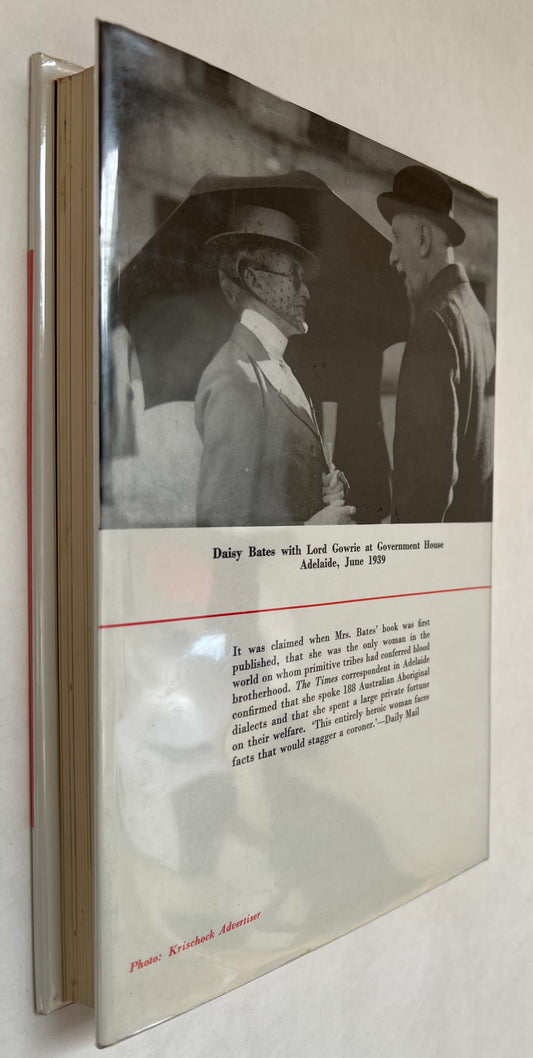 Daisy Bates with Lord Gowrie at Government House
Adelaide, June 1939
It was claimed when Mrs. Bates' book was first
published, that she was the only woman in the
world on whom primitive tribes had conferred blood
brotherhood. The Times correspondent in Adelaide
confirmed that she spoke 188 Australian Aboriginal
dialects and that she spent a large private fortune
on their welfare. 'This entirely heroic woman faces
facts that would stagger a coroner.'—Daily Mail
Photo: Krischock Advertiser